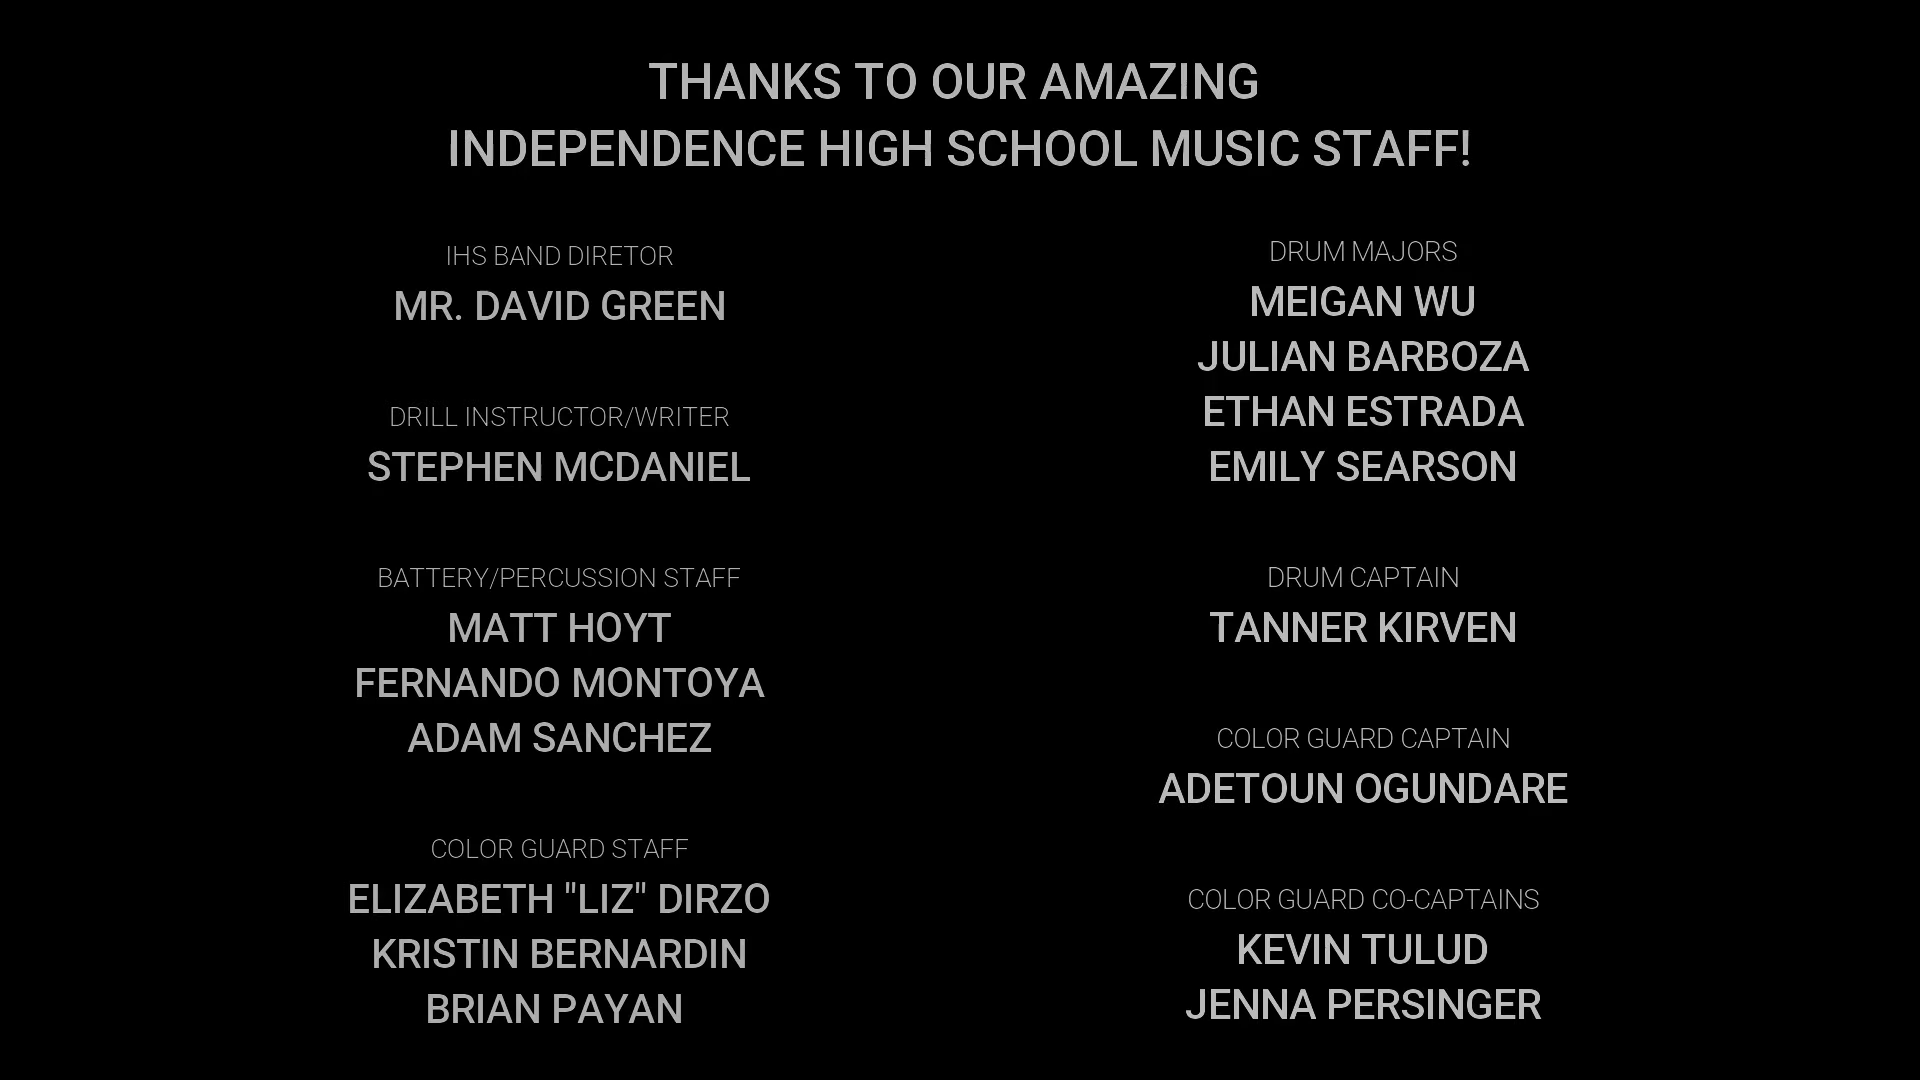 THANKS TO OUR AMAZING
INDEPENDENCE HIGH SCHOOL MUSIC STAFF!
IHS BAND DIRETOR
MR. DAVID GREEN
DRILL INSTRUCTOR/WRITER
STEPHEN MCDANIEL
BATTERY/PERCUSSION STAFF
MATT HOYT
FERNANDO MONTOYA
ADAM SANCHEZ
COLOR GUARD STAFF
ELIZABETH "LIZ" DIRZO
KRISTIN BERNARDIN
BRIAN PAYAN
DRUM MAJORS
MEIGAN WU
JULIAN BARBOZA
ETHAN ESTRADA
EMILY SEARSON
DRUM CAPTAIN
TANNER KIRVEN
COLOR GUARD CAPTAIN
ADETOUN OGUNDARE
COLOR GUARD CO-CAPTAINS
KEVIN TULUD
JENNA PERSINGER